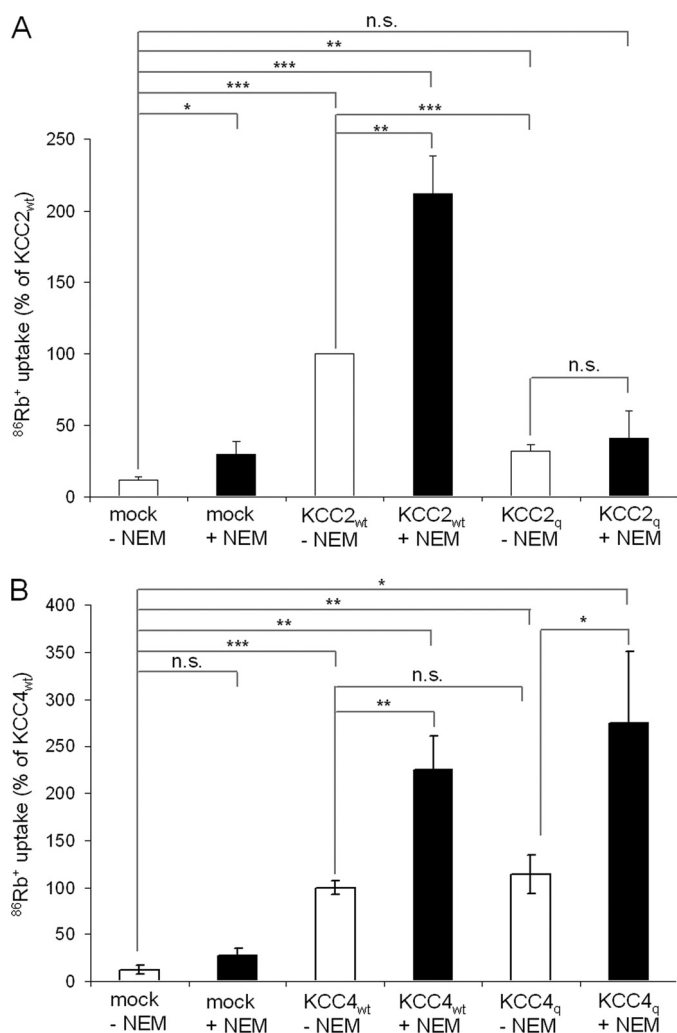 A
n.s.
**
***
***
***
*
**
250
200
150
100
50
0
86Rb+ uptake (% of KCC2wt)
n.s.
mock mock KCC2wt KCC2wt KCC2q KCC2q
- NEM + NEM - NEM + NEM - NEM + NEM
B
*
**
**
*
***
n.s.
n.s.
**
400
350
300
250
200
150
100
50
0
86Rb+ uptake (% of KCC4wt)
mock mock KCC4wt KCC4wt KCC4q KCC4q
- NEM + NEM - NEM + NEM - NEM + NEM